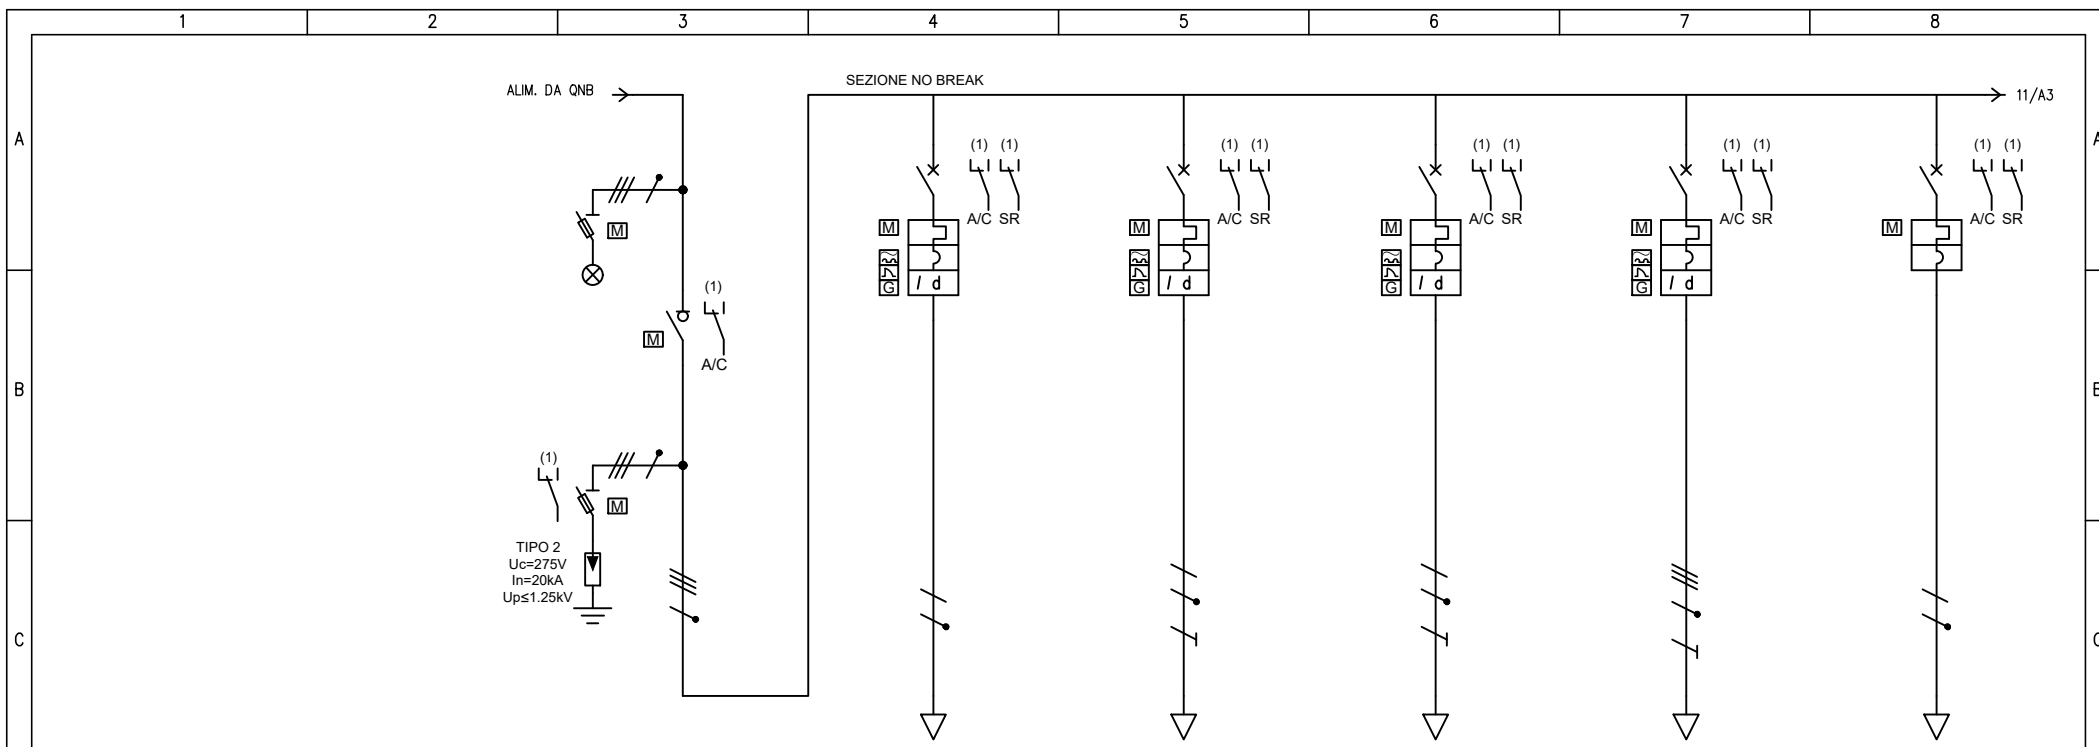 1 2 3 4 5 6 7 8
SEZIONE NO BREAK
ALIM. DA QNB
11/A3
A A
(1) (1) (1) (1) (1) (1) (1) (1) (1) (1)
A/C SR A/C SR A/C SR A/C SR A/C SR
M M M M M M
I d I d I d I d
G G G G
(1)
M
A/C
B B
(1)
M
TIPO 2
Uc=275V
In=20kA
Up≤1.25kV
C C